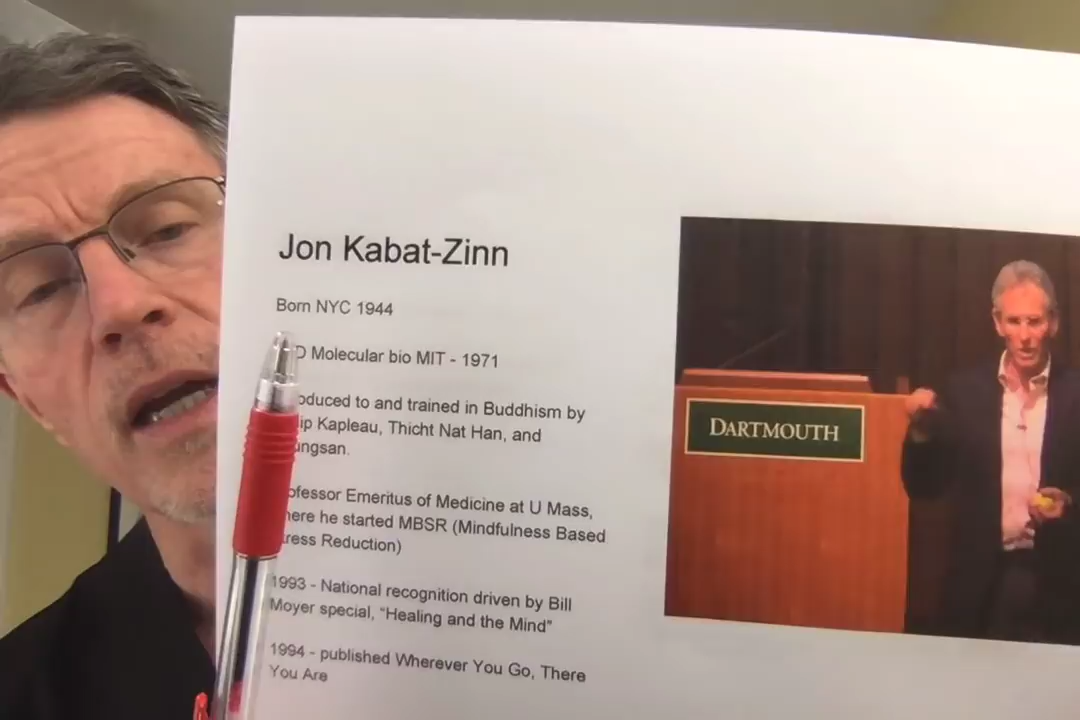 Jon Kabat-Zinn
Born NYC 1944
D Molecular bio MIT - 1971
oduced to and trained in Buddhism by
ip Kapleau, Thicht Nat Han, and
ungsan.
ofessor Emeritus of Medicine at U Mass,
here he started MBSR (Mindfulness Based
ress Reduction)
1993 - National recognition driven by Bill
Moyer special, “Healing and the Mind”
1994 - published Wherever You Go, There
You Are
DARTMOUTH